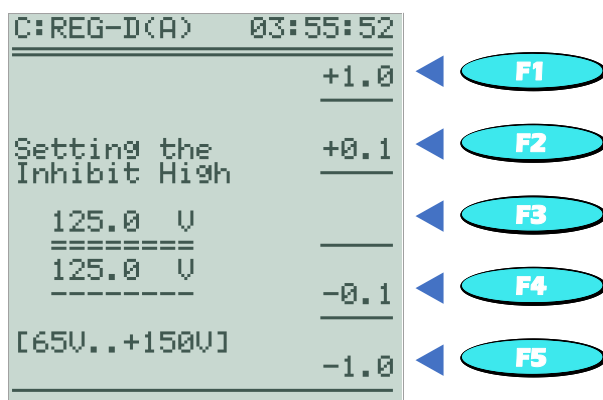 C:REG-D(A) 03:55:52
+1.0 F1
Setting the +0.1 F2
Inhibit High
125.0 V F3
========
125.0 V
--------
-0.1 F4
[65V..+150V]
-1.0 F5